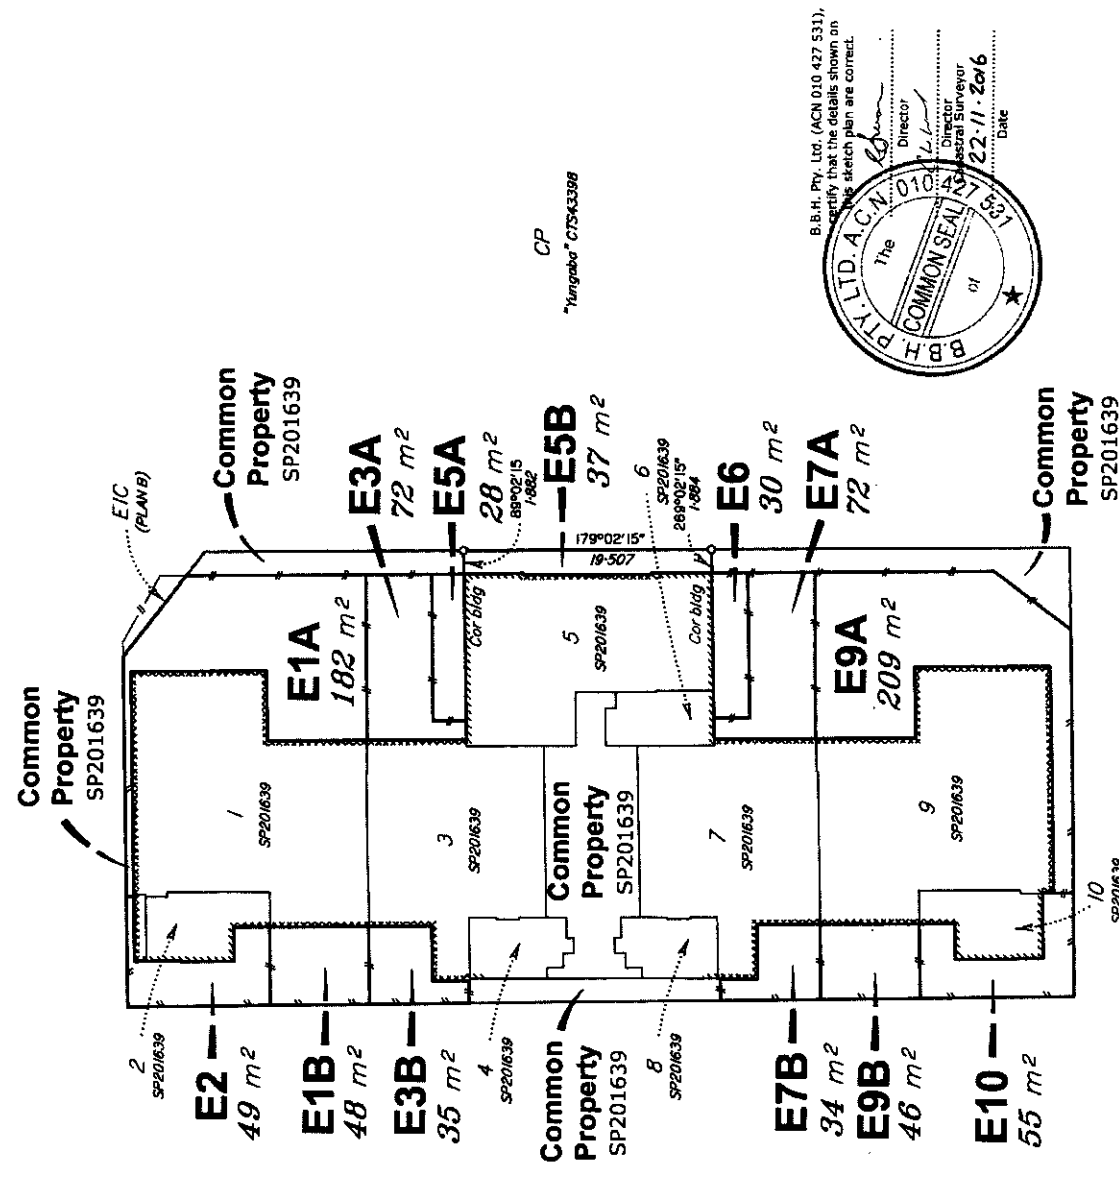 B.B.H. Pty. Ltd. (ACN 010 427 531),
certify that the details shown on
this sketch plan are correct.
Director
Director
Cadastral Surveyor
22·11·2016
Date
B.B.H. PTY. LTD. A.C.N 010 427 531
The
COMMON SEAL
of
CP
"Yungaba" CTS43398
E1C
(PLAN B)
Common
Property
SP201639
E3A
72 m²
E5A
28 m²
89°02'15
1·882
E5B
37 m²
6
SP201639
269°02'15"
1·884
E6
30 m²
E7A
72 m²
Common
Property
SP201639
179°02'15"
19·507
Cor bldg
5
SP201639
Cor bldg
E1A
182 m²
E9A
209 m²
Common
Property
SP201639
1
SP201639
3
SP201639
Common
Property
SP201639
7
SP201639
9
SP201639
10
SP201639
2
SP201639
E2
49 m²
E1B
48 m²
E3B
35 m²
4
SP201639
Common
Property
SP201639
8
SP201639
E7B
34 m²
E9B
46 m²
E10
55 m²